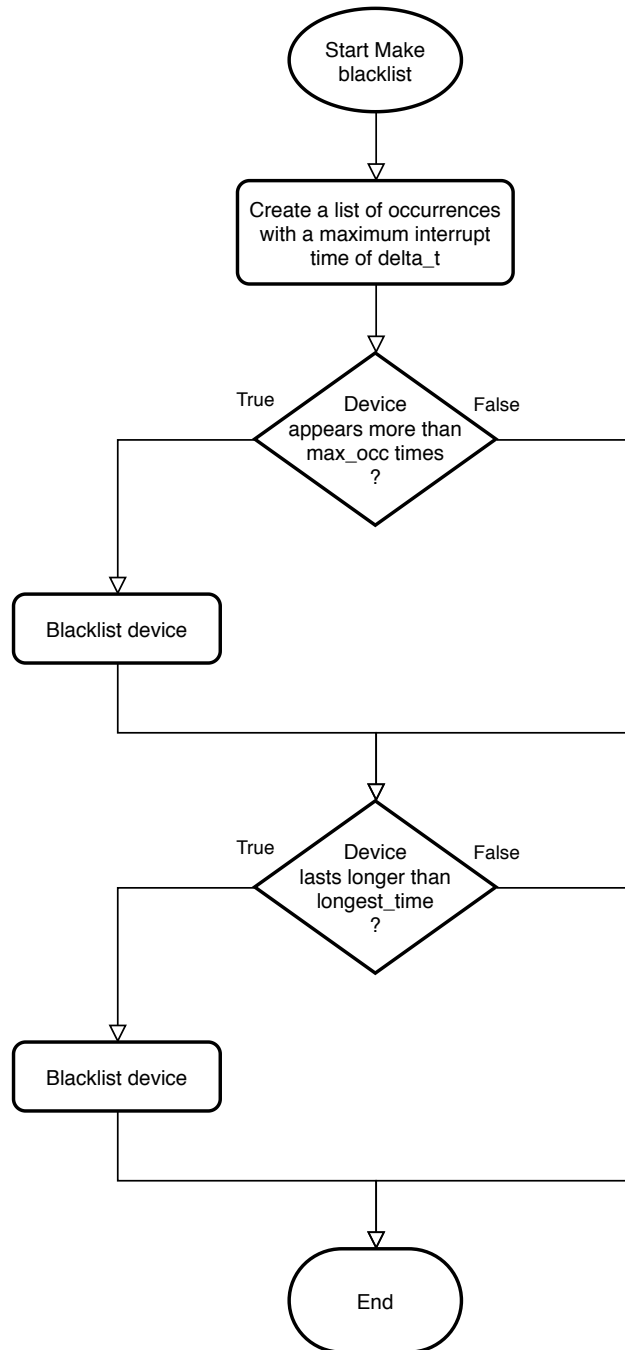 Start Make
blacklist
Create a list of occurrences
with a maximum interrupt
time of delta_t
True
False
Device
appears more than
max_occ times
?
Blacklist device
True
False
Device
lasts longer than
longest_time
?
Blacklist device
End